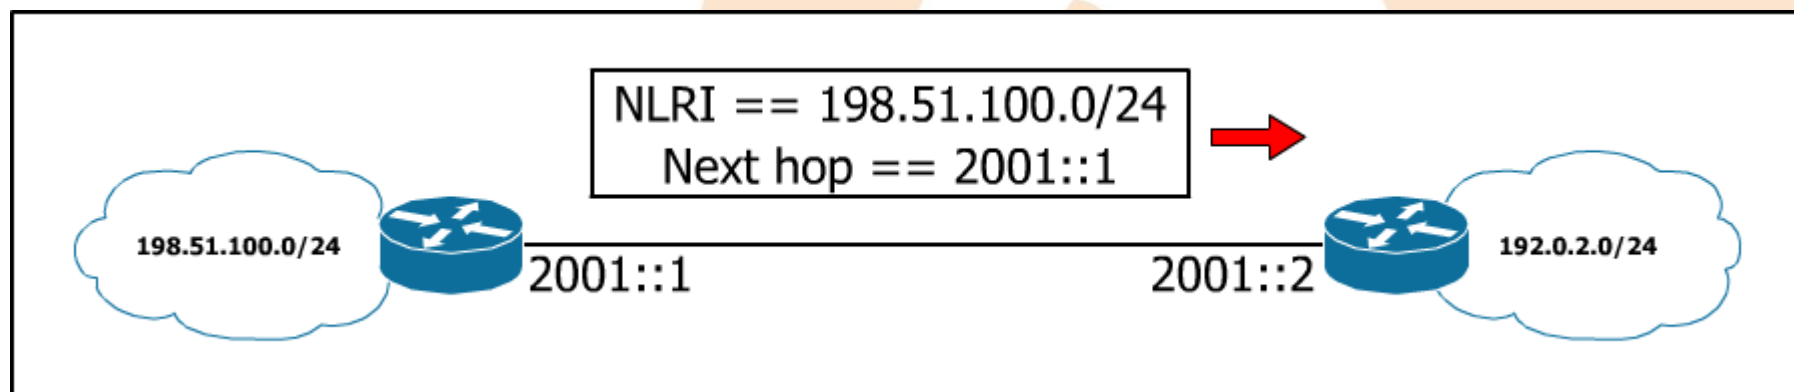 NLRI == 198.51.100.0/24
Next hop == 2001::1
198.51.100.0/24
192.0.2.0/24
2001::1
2001::2